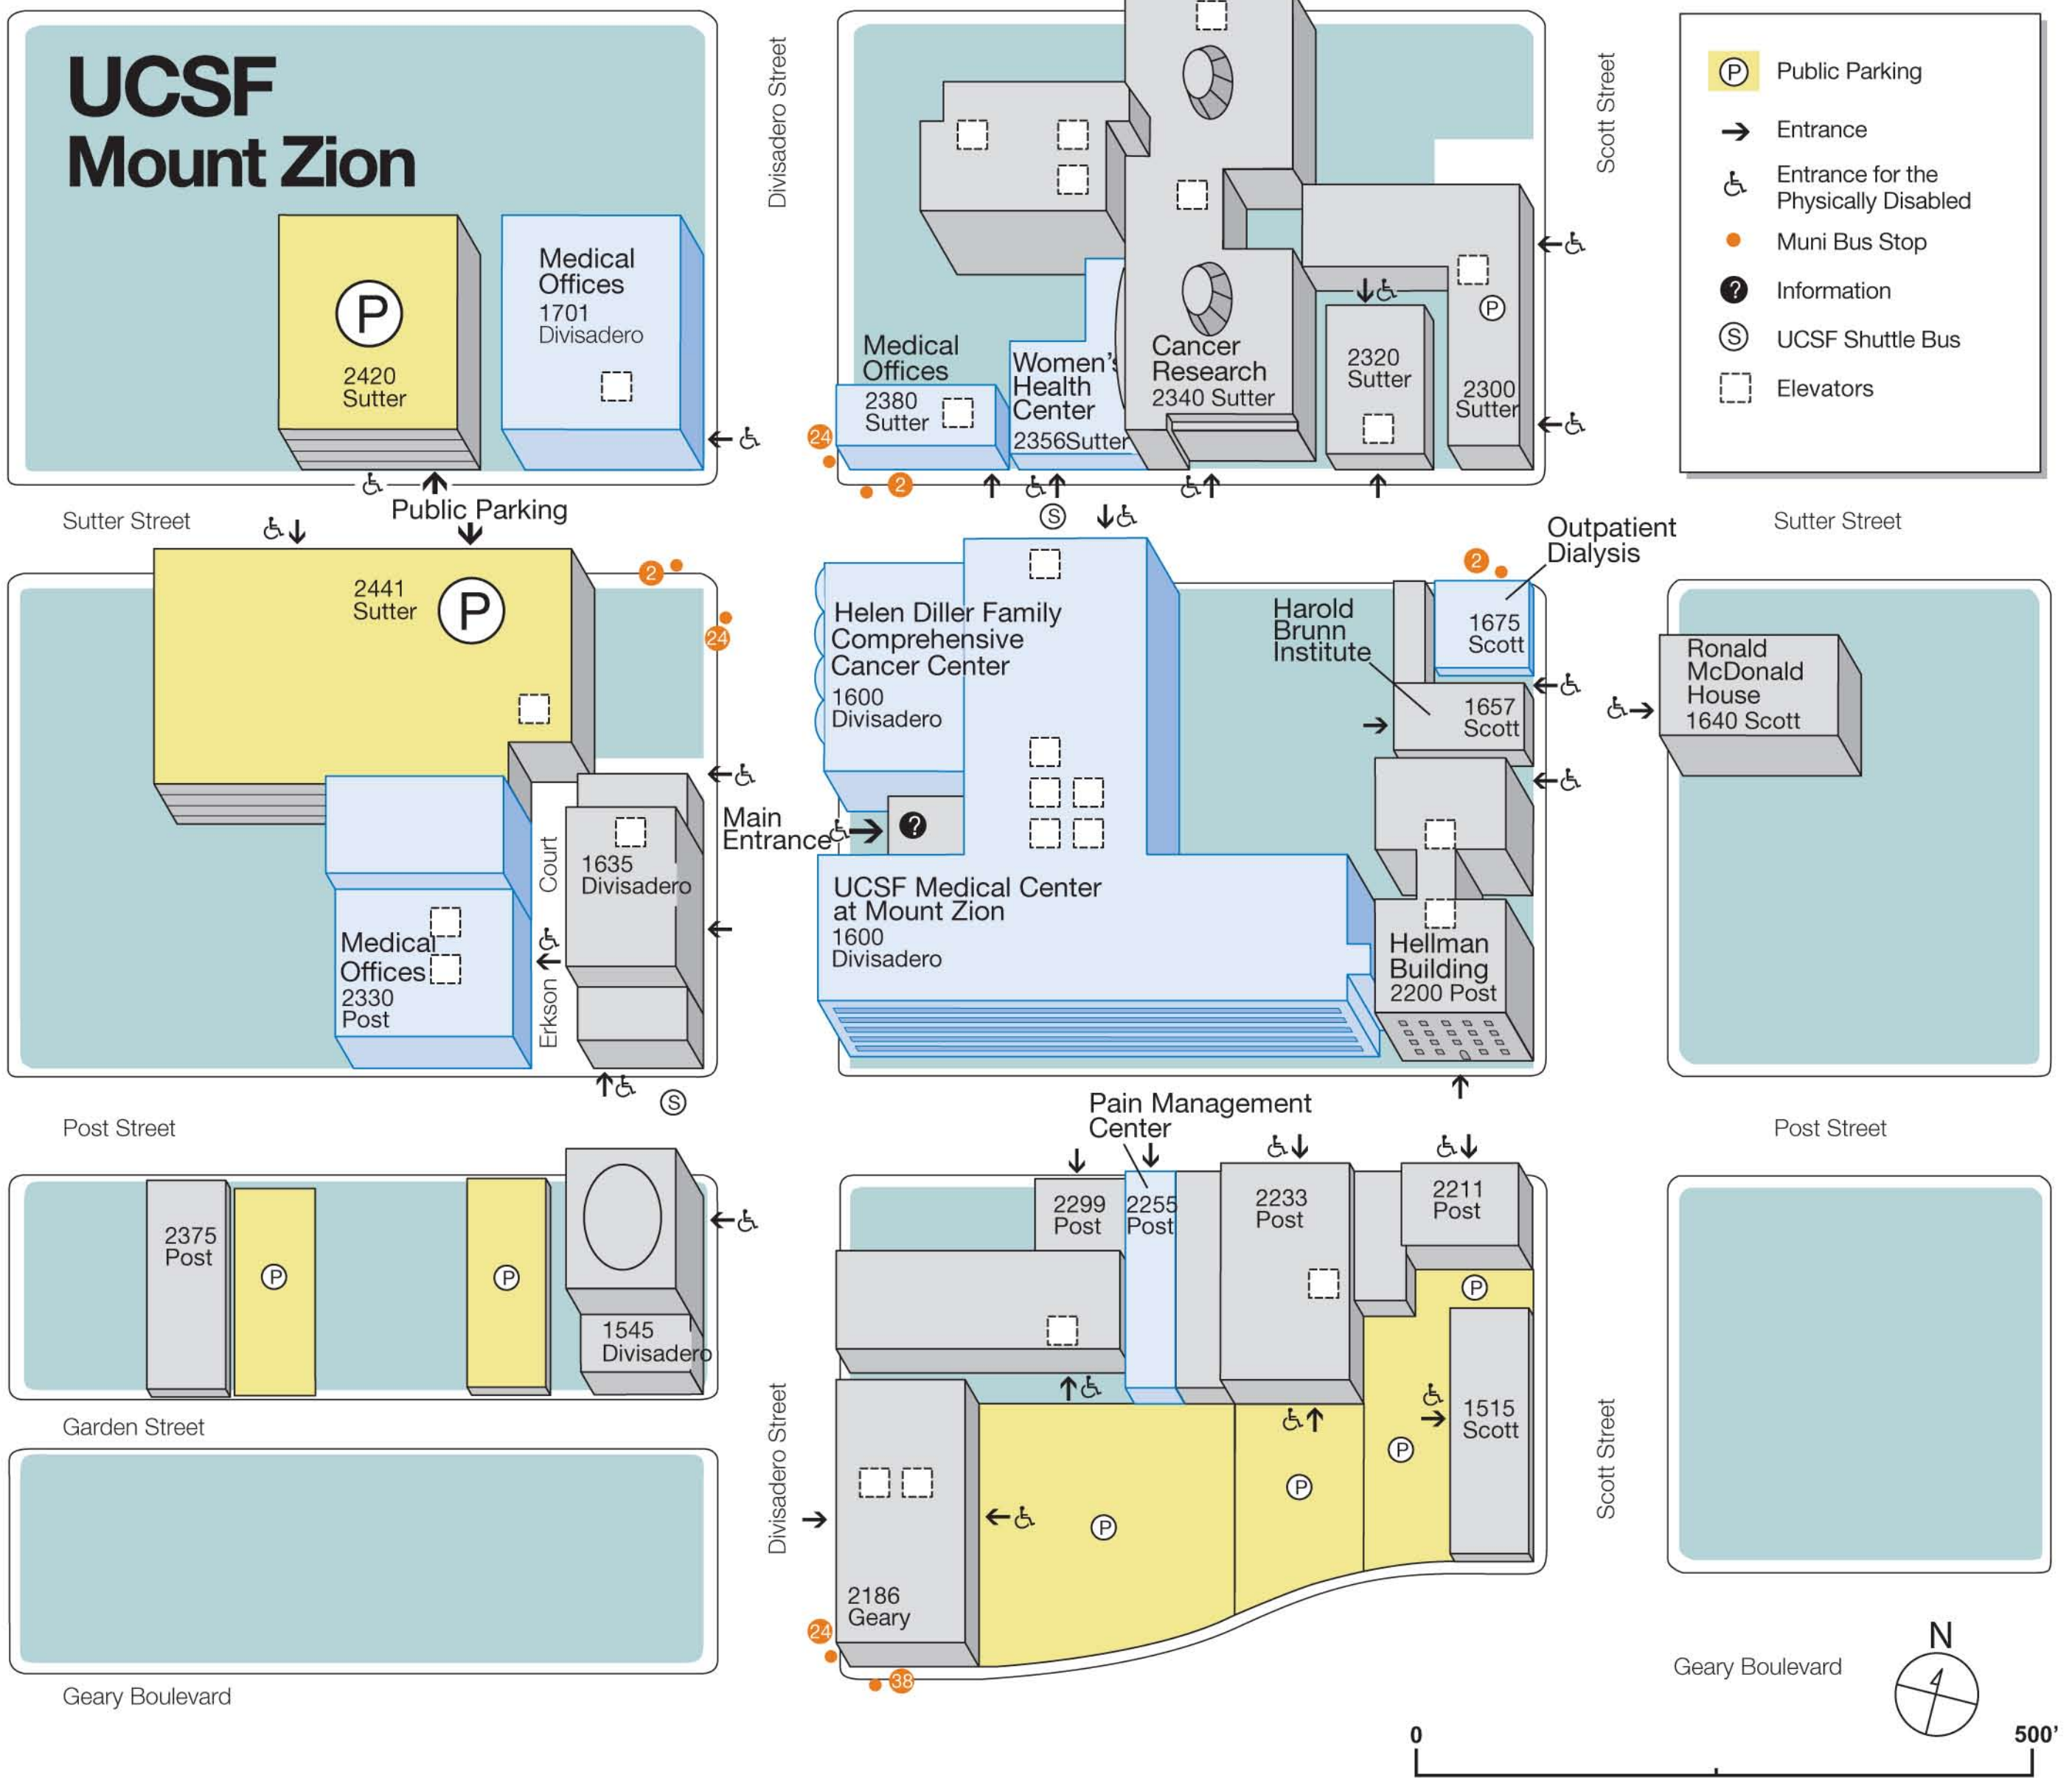 UCSF
Mount Zion
P
2420
Sutter
Medical
Offices
1701
Divisadero
Public Parking
Sutter Street
Divisadero Street
Medical
Offices
2380
Sutter
Women's
Health
Center
2356Sutter
Cancer
Research
2340 Sutter
2320
Sutter
P
2300
Sutter
24
2
S
Scott Street
P Public Parking
Entrance
Entrance for the
Physically Disabled
Muni Bus Stop
? Information
S UCSF Shuttle Bus
Elevators
Sutter Street
2441
Sutter
P
2
24
Medical
Offices
2330
Post
Erkson Court
1635
Divisadero
S
Main
Entrance
?
Helen Diller Family
Comprehensive
Cancer Center
1600
Divisadero
UCSF Medical Center
at Mount Zion
1600
Divisadero
Outpatient
Dialysis
2
1675
Scott
Harold
Brunn
Institute
1657
Scott
Hellman
Building
2200 Post
Ronald
McDonald
House
1640 Scott
Post Street
Post Street
2375
Post
P
P
1545
Divisadero
Garden Street
Pain Management
Center
2299
Post
2255
Post
2233
Post
2211
Post
P
1515
Scott
P
P
P
Divisadero Street
2186
Geary
24
38
Scott Street
Geary Boulevard
Geary Boulevard
N
0
500'